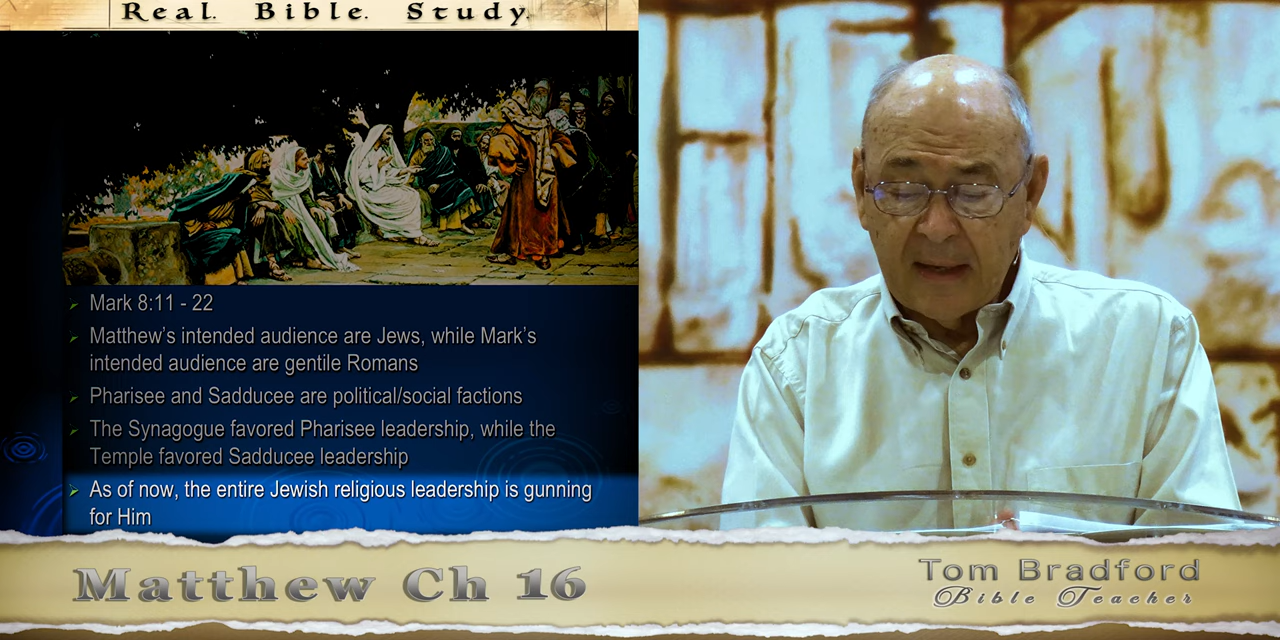 Real. Bible. Study.
Mark 8:11 - 22
Matthew's intended audience are Jews, while Mark's
intended audience are gentile Romans
Pharisee and Sadducee are political/social factions
The Synagogue favored Pharisee leadership, while the
Temple favored Sadducee leadership
As of now, the entire Jewish religious leadership is gunning
for Him
Matthew Ch 16
Tom Bradford
Bible Teacher